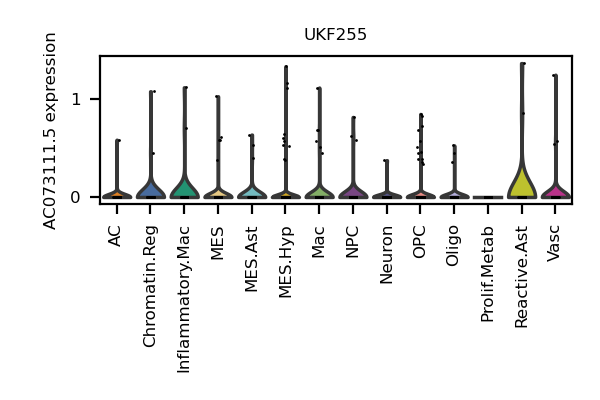 UKF255
AC073111.5 expression
1
0
AC
Chromatin.Reg
Inflammatory.Mac
MES
MES.Ast
MES.Hyp
Mac
NPC
Neuron
OPC
Oligo
Prolif.Metab
Reactive.Ast
Vasc